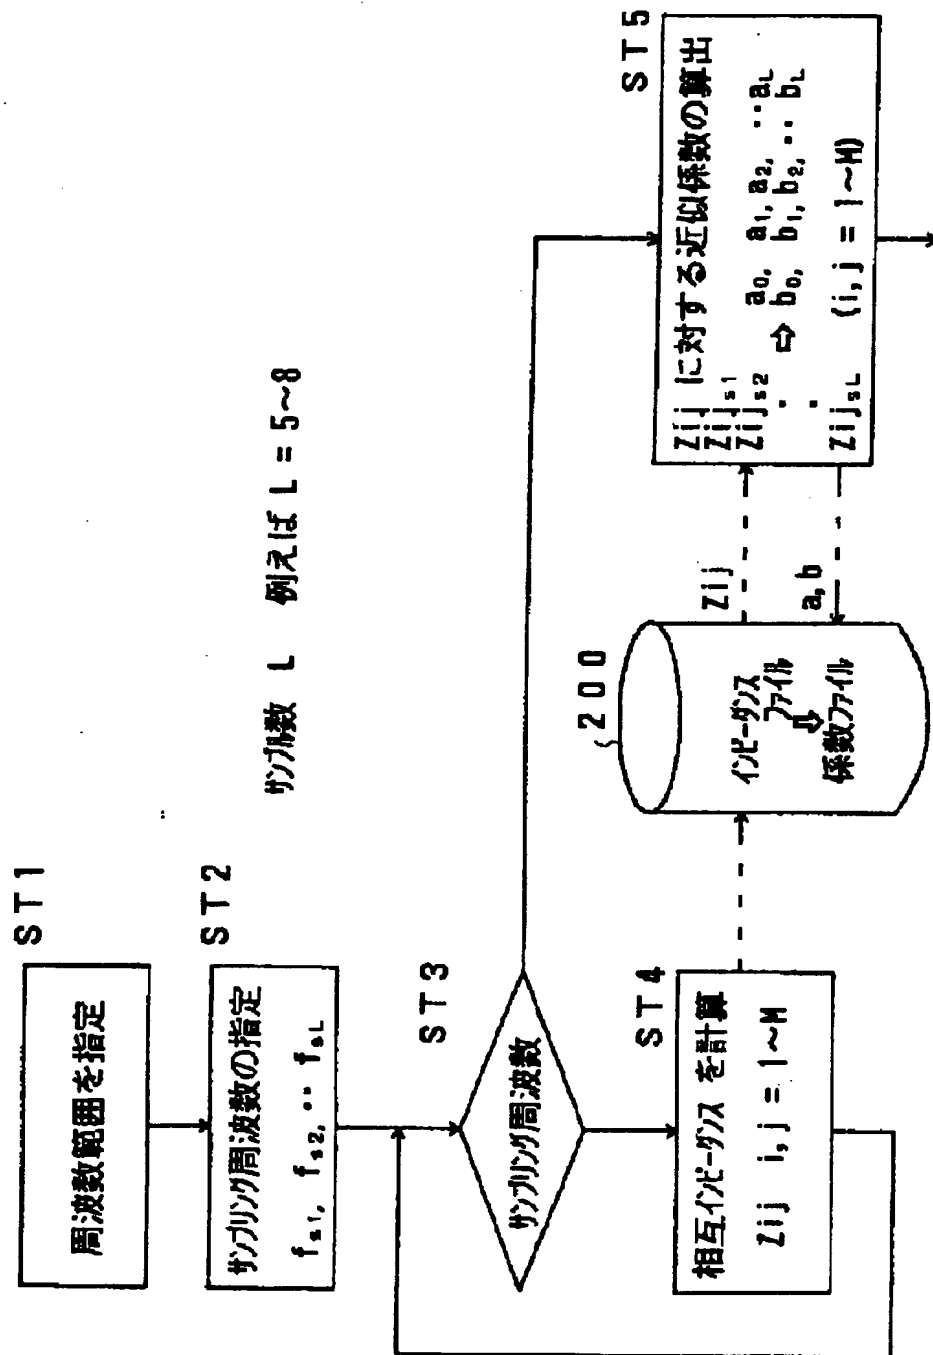 ST1
周波数範囲を指定
ST2
サンプリング周波数の指定
fs1, fs2, ‥ fsL
サンプル数 L 例えば L = 5~8
ST3
サンプリング周波数
ST4
相互インピーダンス を計算
Zij i,j = 1~M
200
インピーダンス
ファイル
⇩
係数ファイル
Zij
a,b
ST5
Zij に対する近似係数の算出
Zijs1
Zijs2 ⇨ a0, a1,a2, ‥aL
b0, b1,b2, ‥ bL
ZijsL (i,j = 1~M)